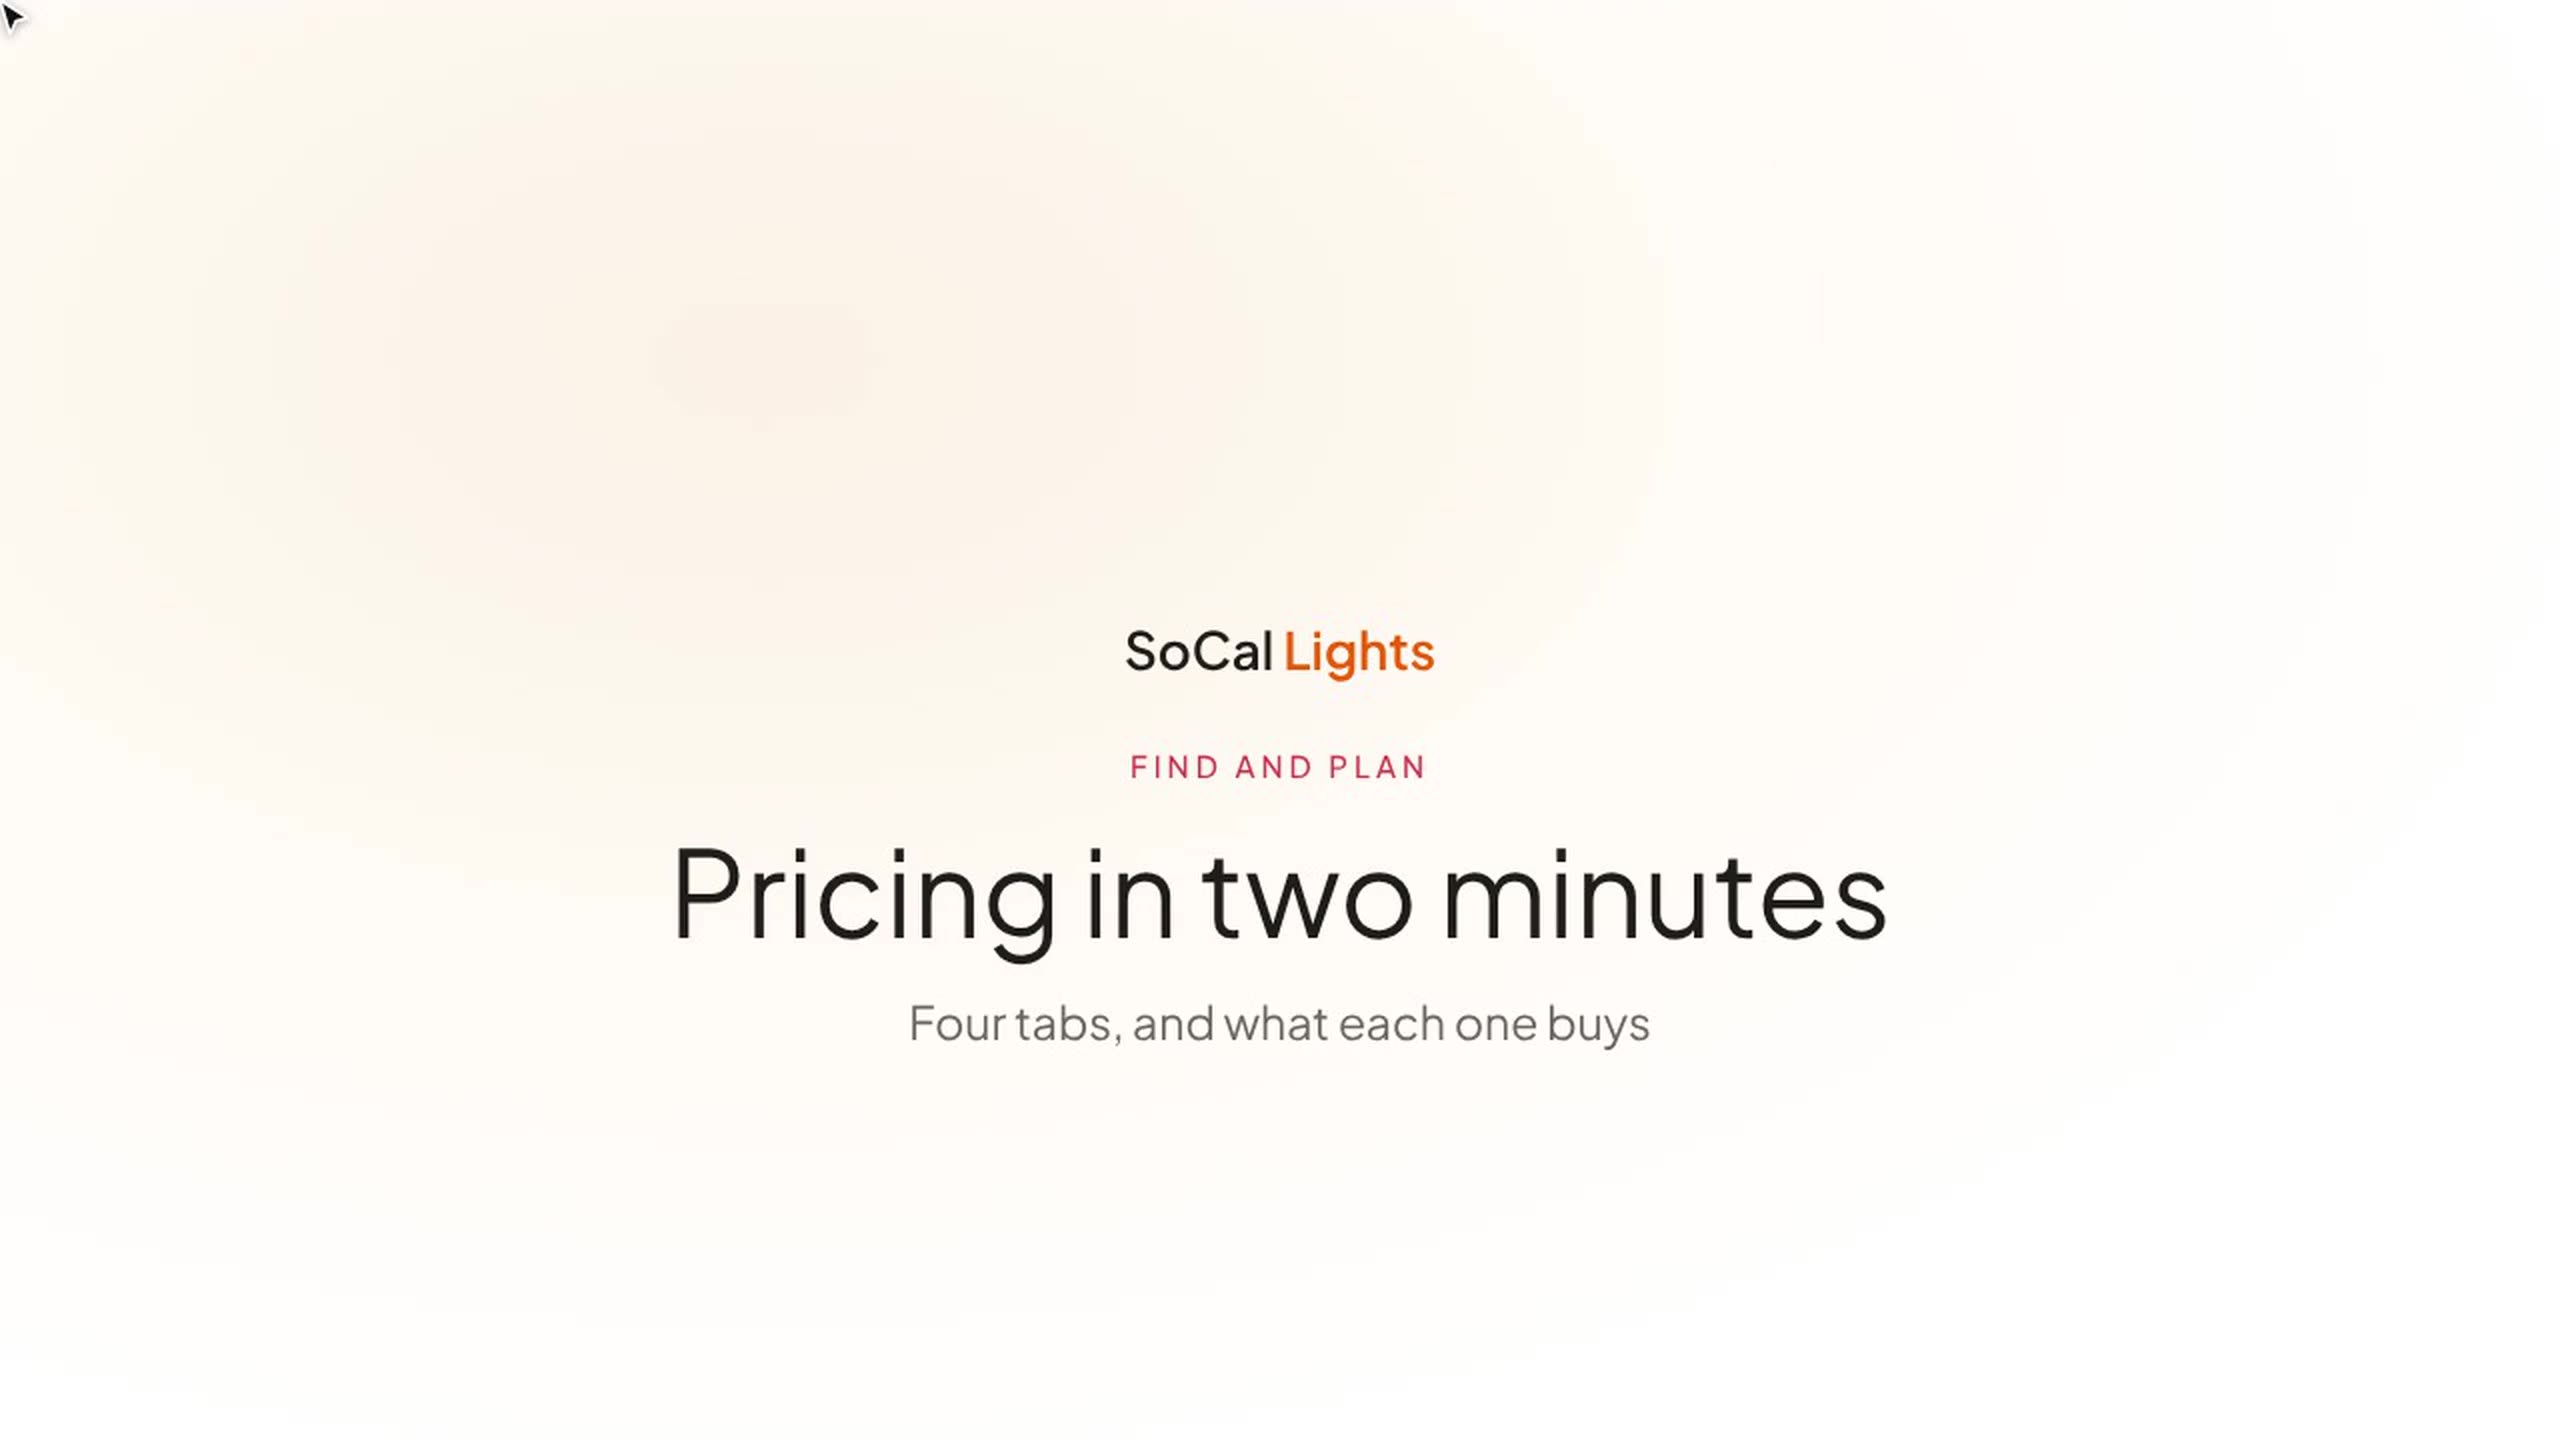 SoCal Lights
FIND AND PLAN
Pricing in two minutes
Four tabs, and what each one buys